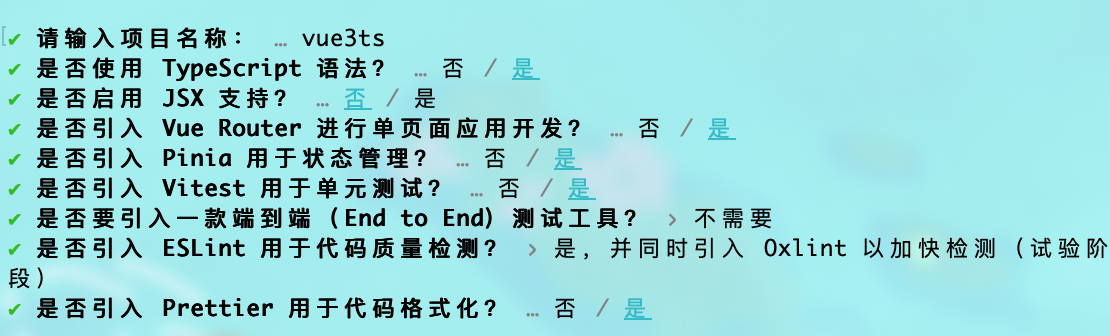 ✔ 请输入项目名称： … vue3ts
✔ 是否使用 TypeScript 语法？ … 否 / 是
✔ 是否启用 JSX 支持？ … 否 / 是
✔ 是否引入 Vue Router 进行单页面应用开发？ … 否 / 是
✔ 是否引入 Pinia 用于状态管理？ … 否 / 是
✔ 是否引入 Vitest 用于单元测试？ … 否 / 是
✔ 是否要引入一款端到端（End to End）测试工具？ › 不需要
✔ 是否引入 ESLint 用于代码质量检测？ › 是，并同时引入 Oxlint 以加快检测（试验阶
段）
✔ 是否引入 Prettier 用于代码格式化？ … 否 / 是